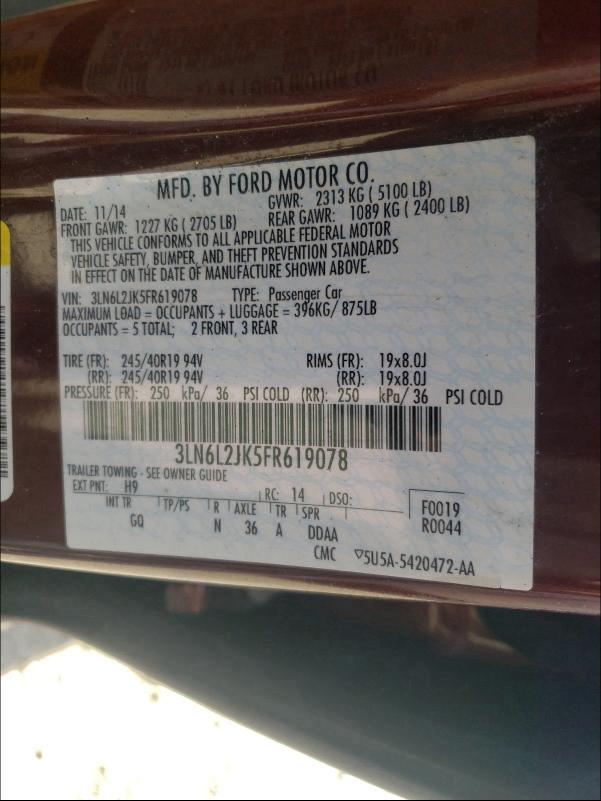 MFD. BY FORD MOTOR CO.
DATE: 11/14 GVWR: 2313 KG ( 5100 LB)
FRONT GAWR: 1227 KG ( 2705 LB) REAR GAWR: 1089 KG ( 2400 LB)
THIS VEHICLE CONFORMS TO ALL APPLICABLE FEDERAL MOTOR
VEHICLE SAFETY, BUMPER, AND THEFT PREVENTION STANDARDS
IN EFFECT ON THE DATE OF MANUFACTURE SHOWN ABOVE.
VIN: 3LN6L2JK5FR619078 TYPE: Passenger Car
MAXIMUM LOAD = OCCUPANTS + LUGGAGE = 396KG/ 875LB
OCCUPANTS = 5 TOTAL; 2 FRONT, 3 REAR
TIRE (FR): 245/40R19 94V RIMS (FR): 19x8.0J
(RR): 245/40R19 94V (RR): 19x8.0J
PRESSURE (FR): 250 kPa/ 36 PSI COLD (RR): 250 kPa/ 36 PSI COLD
3LN6L2JK5FR619078
TRAILER TOWING - SEE OWNER GUIDE
EXT PNT: H9 RC: 14 DSO:
INT TR TP/PS R AXLE TR SPR F0019
GQ N 36 A DDAA R0044
CMC ▽5U5A-5420472-AA